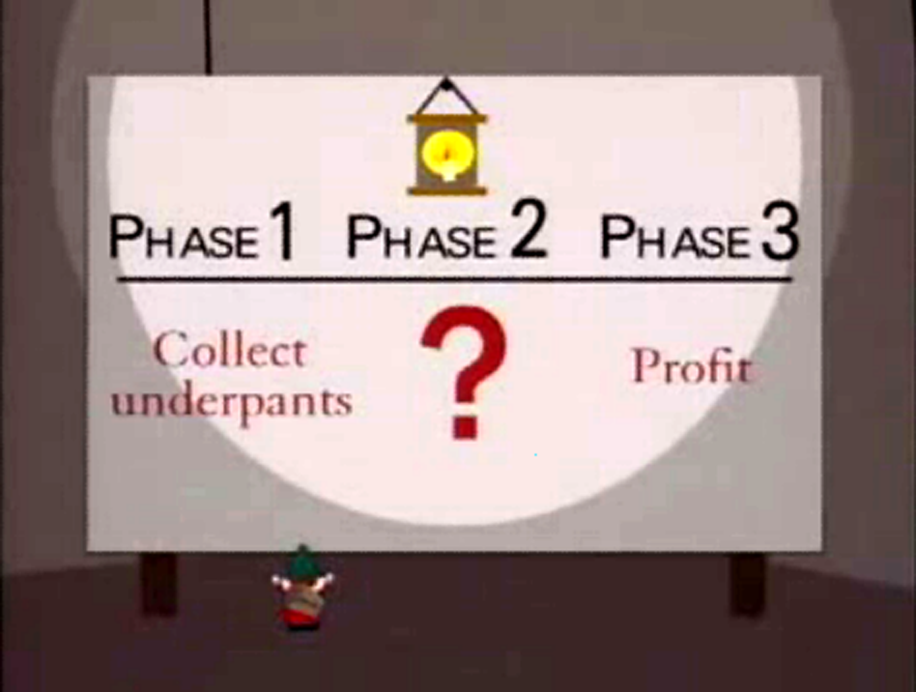 Phase 1 Phase 2 Phase 3
Collect
underpants
?
Profit